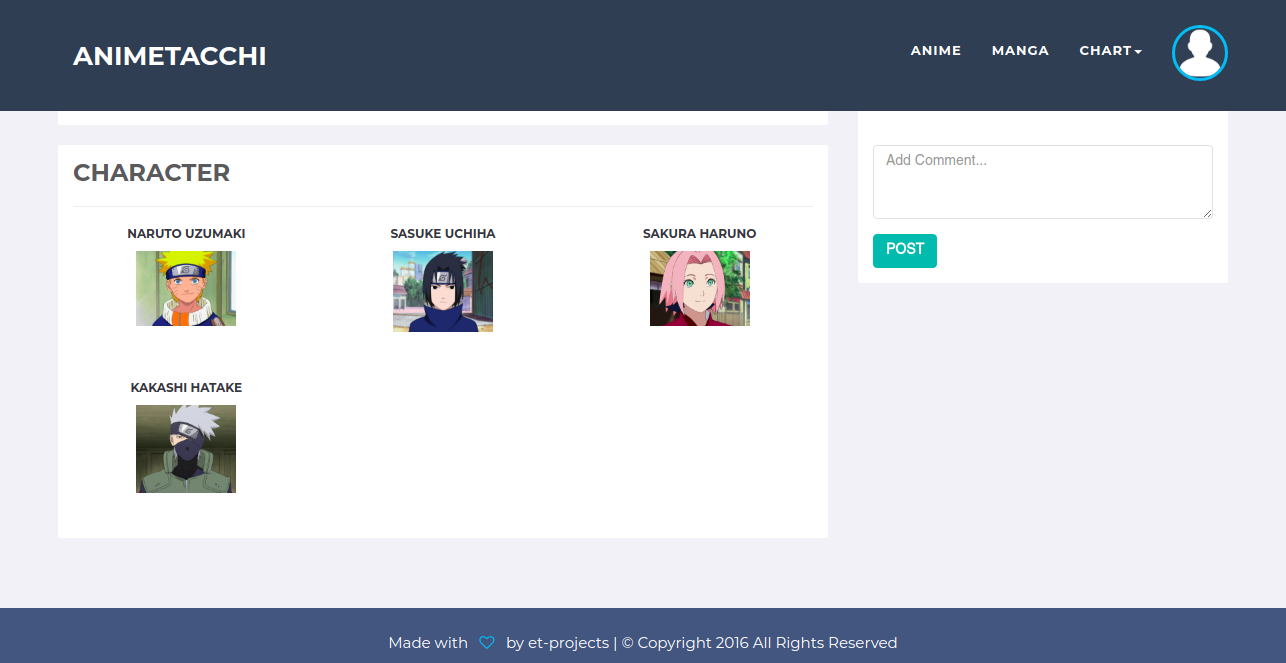 ANIMETACCHI
ANIME MANGA CHART
CHARACTER
NARUTO UZUMAKI
SASUKE UCHIHA
SAKURA HARUNO
KAKASHI HATAKE
Add Comment...
POST
Made with by et-projects | © Copyright 2016 All Rights Reserved